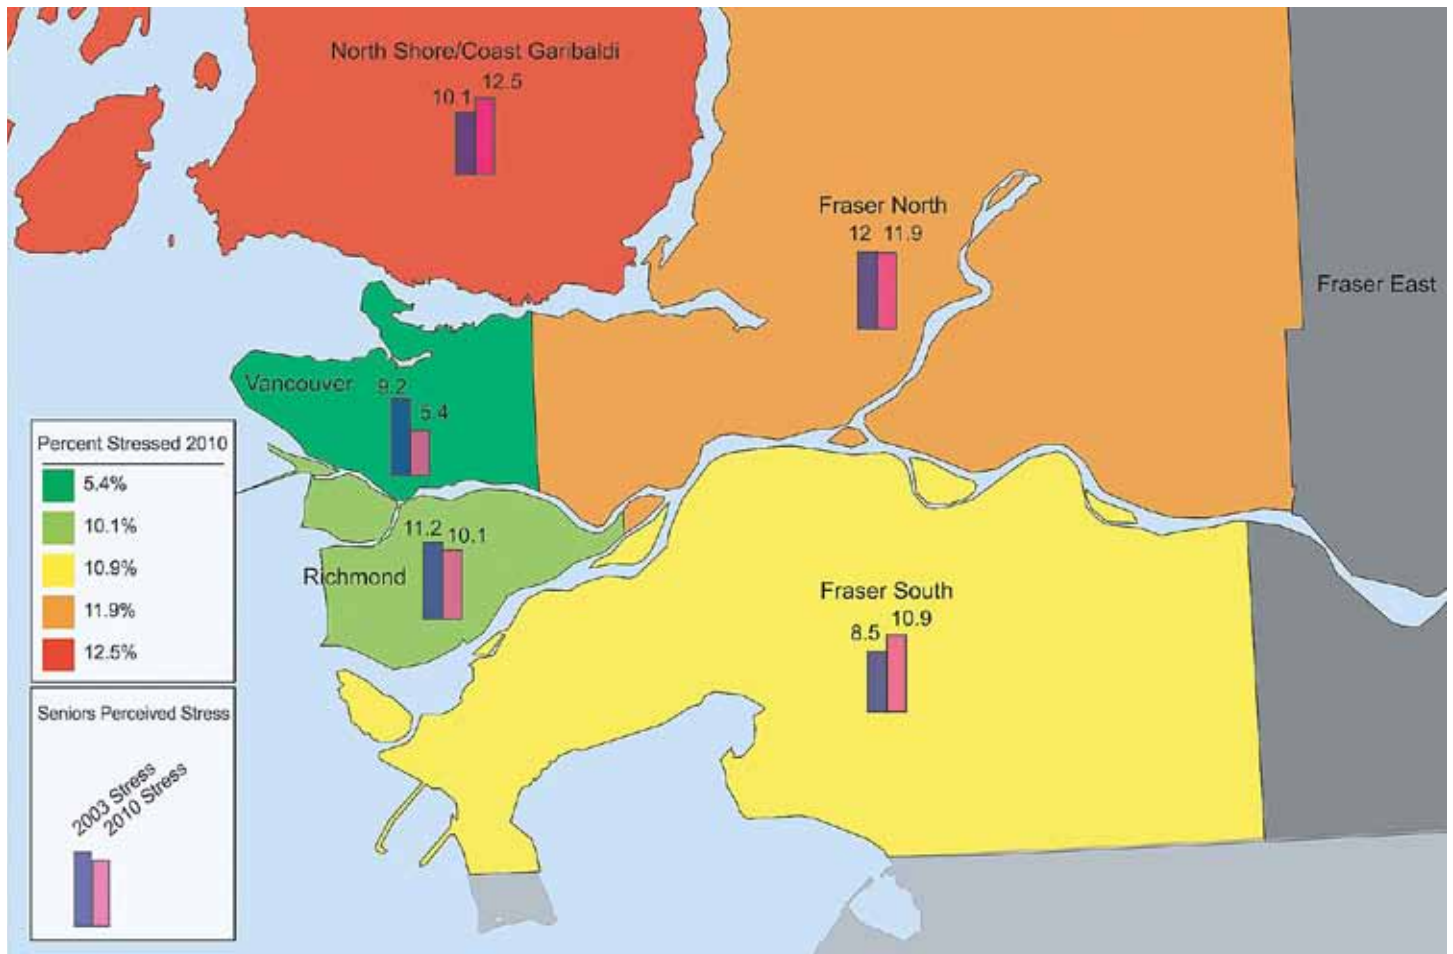 North Shore/Coast Garibaldi
10.1 12.5
Fraser North
12 11.9
Fraser East
Vancouver 9.2
5.4
Percent Stressed 2010
5.4%
10.1%
10.9%
11.9%
12.5%
11.2 10.1
Richmond
Fraser South
8.5 10.9
Seniors Perceived Stress
2003 Stress
2010 Stress